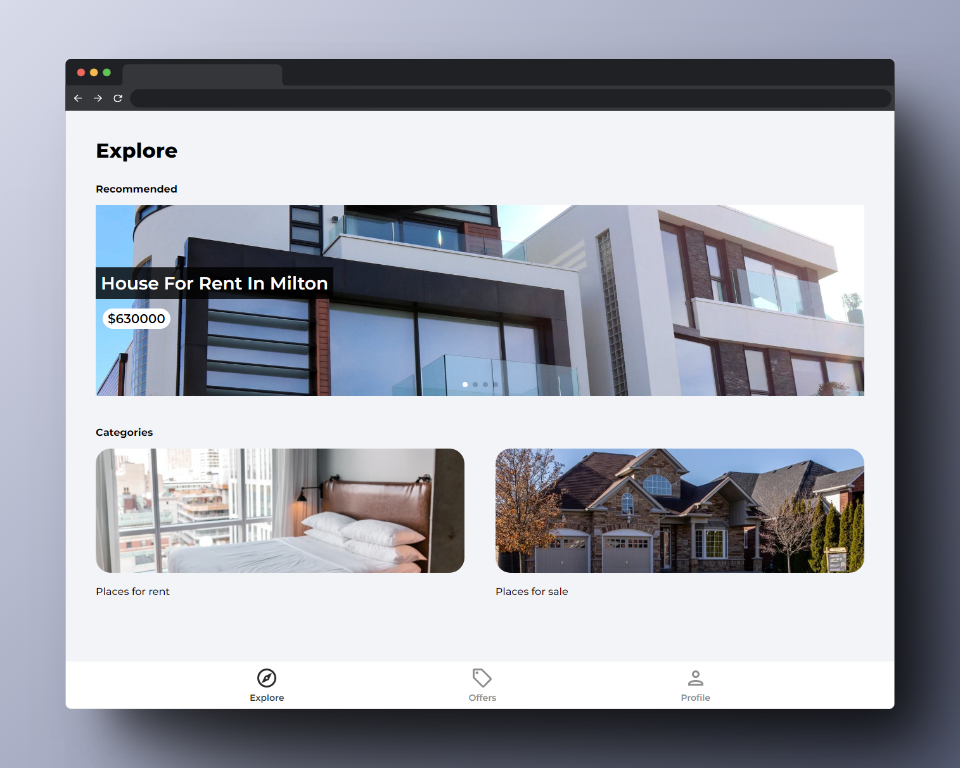 Explore
Recommended
House For Rent In Milton
$630000
Categories
Places for rent
Places for sale
Explore
Offers
Profile